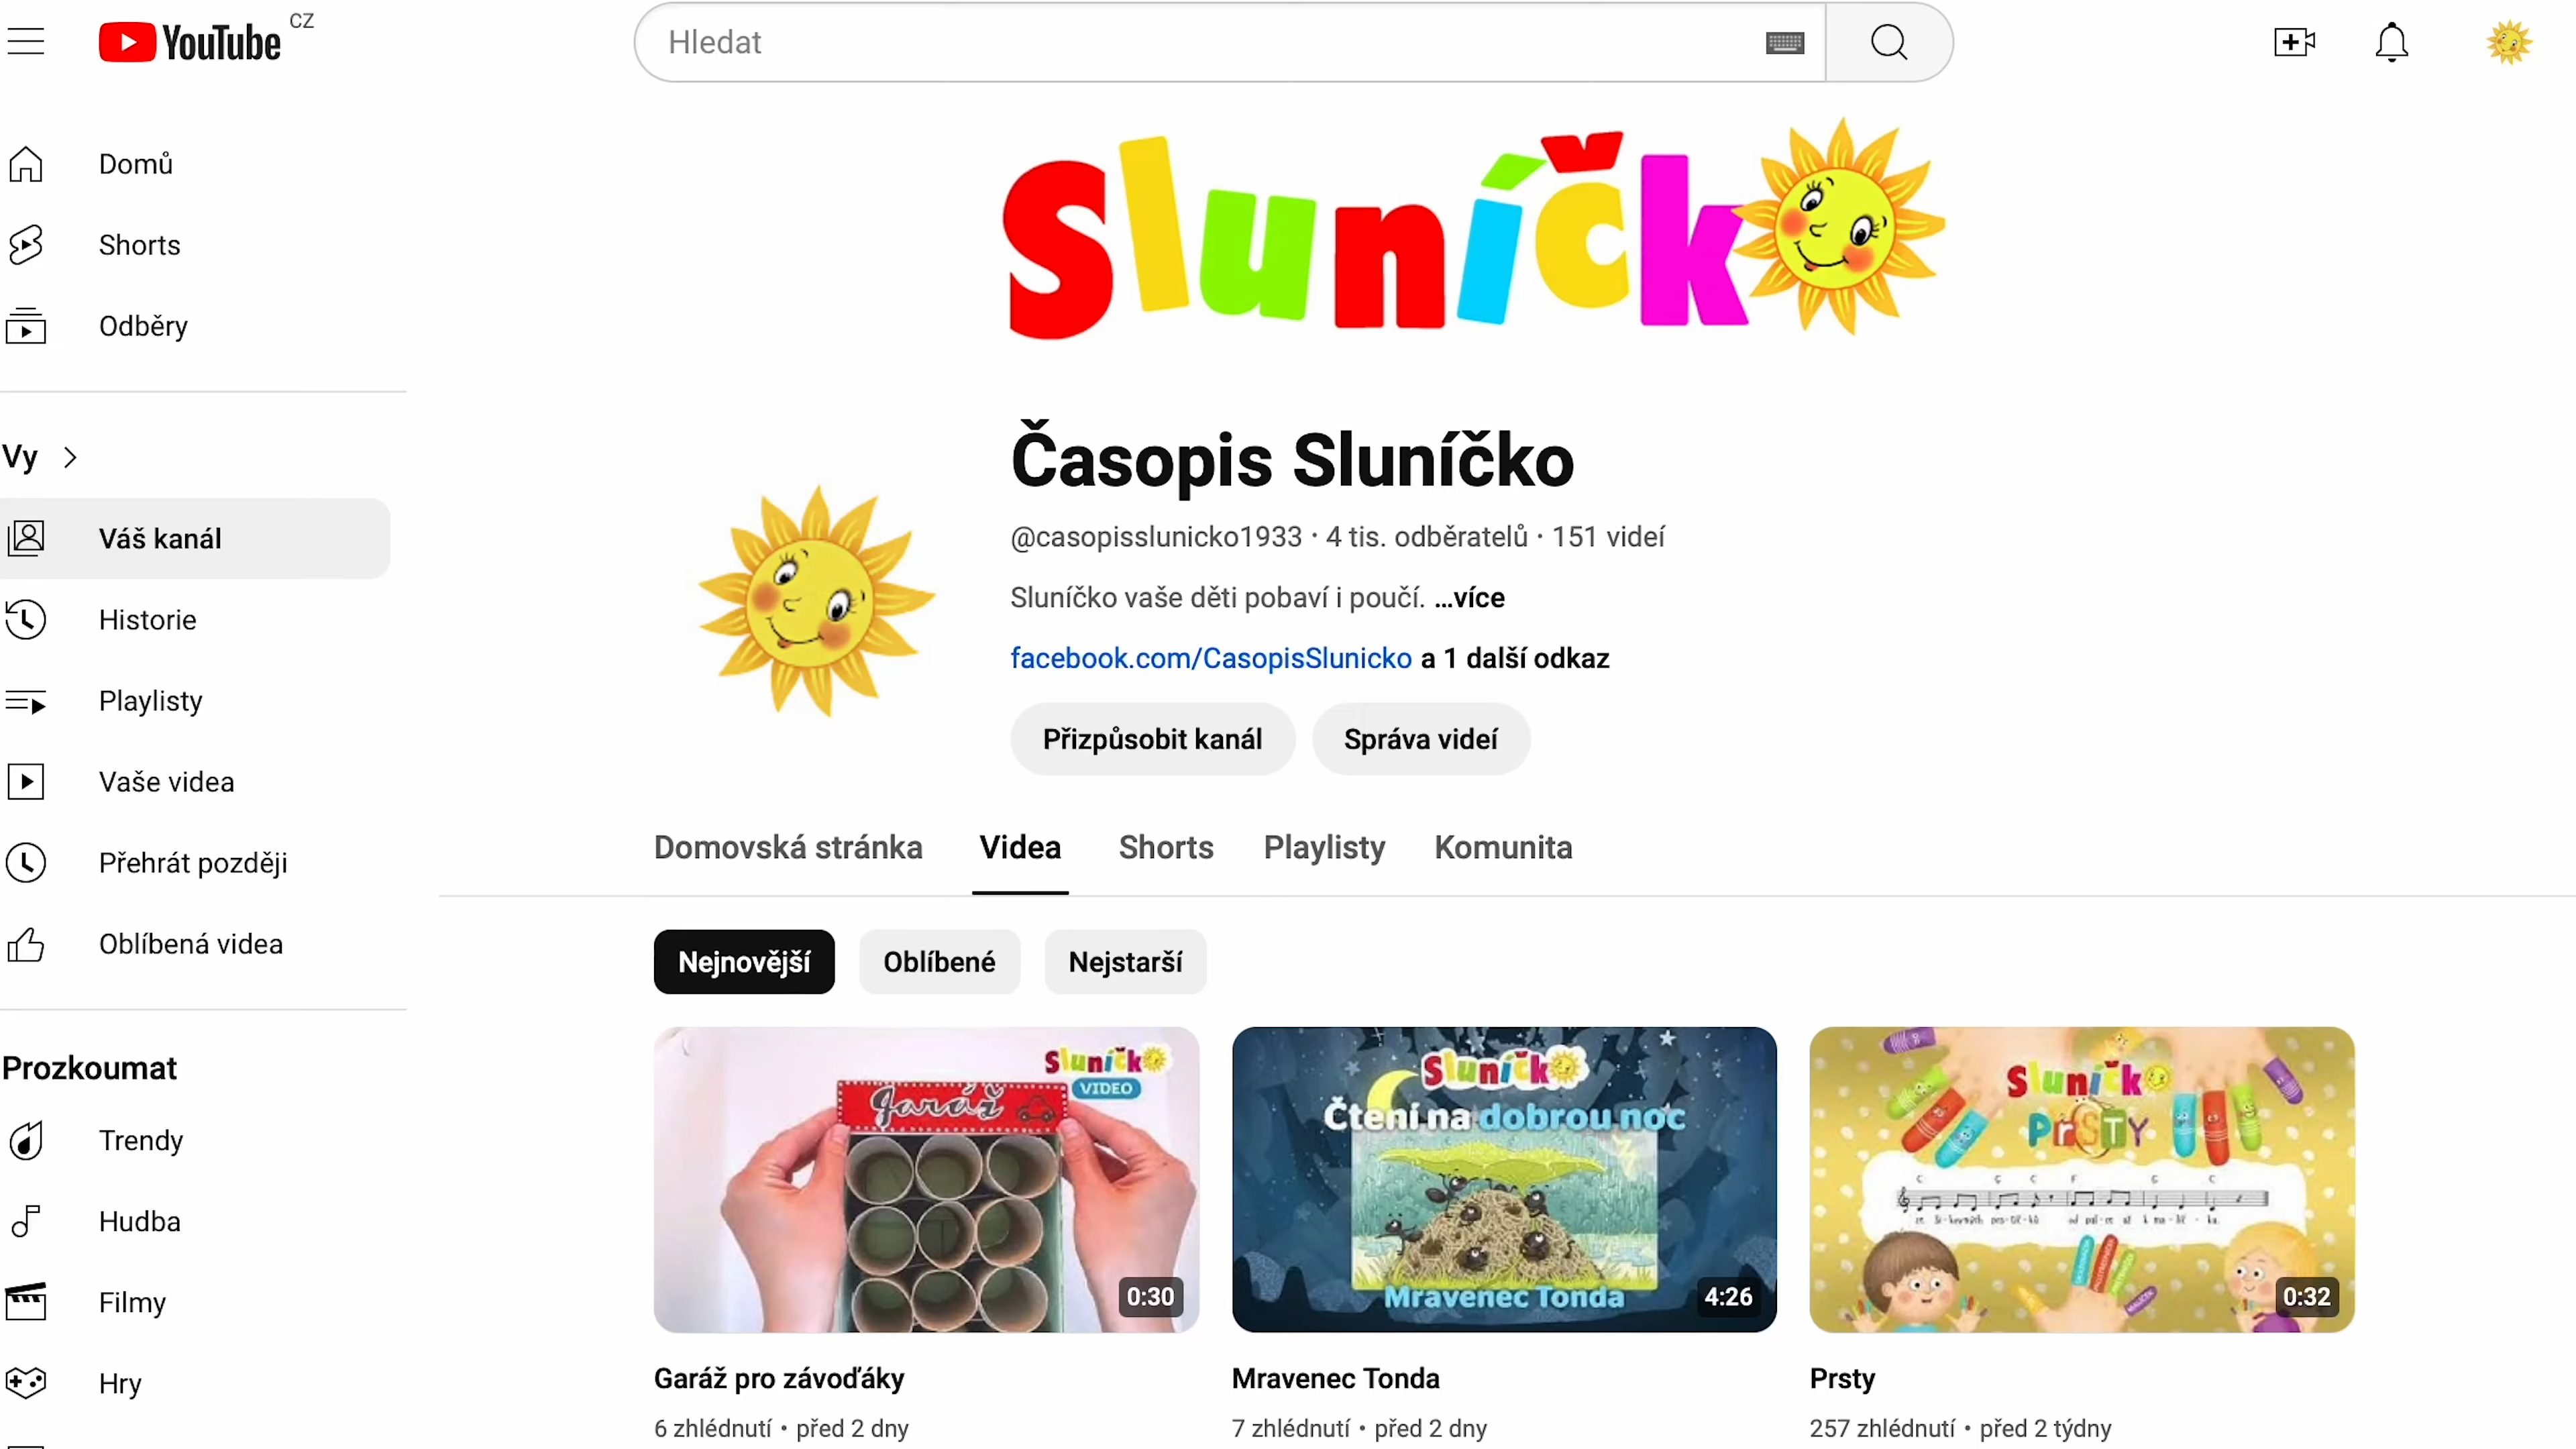 YouTube CZ
Hledat
Domů
Shorts
Odběry
Vy
Váš kanál
Historie
Playlisty
Vaše videa
Přehrát později
Oblíbená videa
Prozkoumat
Trendy
Hudba
Filmy
Hry
Sluníčko
Časopis Sluníčko
@casopisslunicko1933 · 4 tis. odběratelů · 151 videí
Sluníčko vaše děti pobaví i poučí. ...více
facebook.com/CasopisSlunicko a 1 další odkaz
Přizpůsobit kanál
Správa videí
Domovská stránka
Videa
Shorts
Playlisty
Komunita
Nejnovější
Oblíbené
Nejstarší
Sluníčko
VIDEO
Garáž
0:30
Garáž pro závoďáky
6 zhlédnutí • před 2 dny
Sluníčko
Čtení na dobrou noc
Mravenec Tonda
4:26
Mravenec Tonda
7 zhlédnutí • před 2 dny
Sluníčko
PrSTY
0:32
Prsty
257 zhlédnutí • před 2 týdny